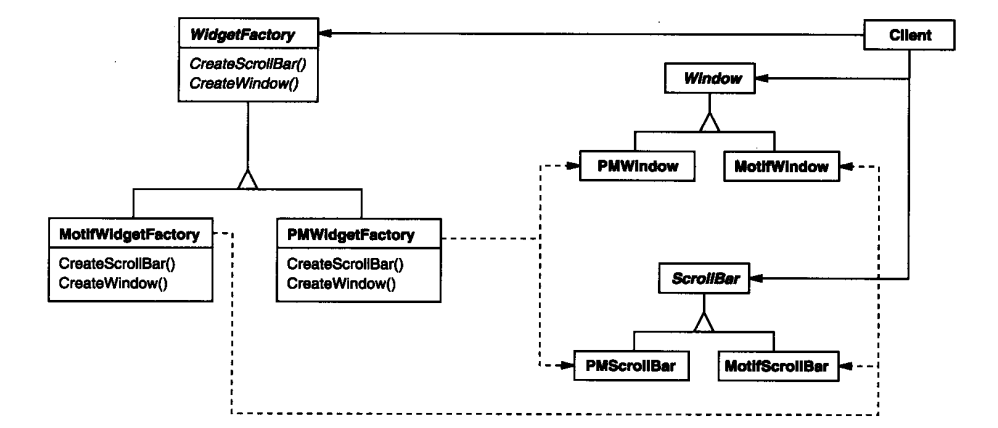 WidgetFactory
CreateScrollBar()
CreateWindow()
Client
Window
PMWindow
MotifWindow
MotifWidgetFactory
CreateScrollBar()
CreateWindow()
PMWidgetFactory
CreateScrollBar()
CreateWindow()
ScrollBar
PMScrollBar
MotifScrollBar